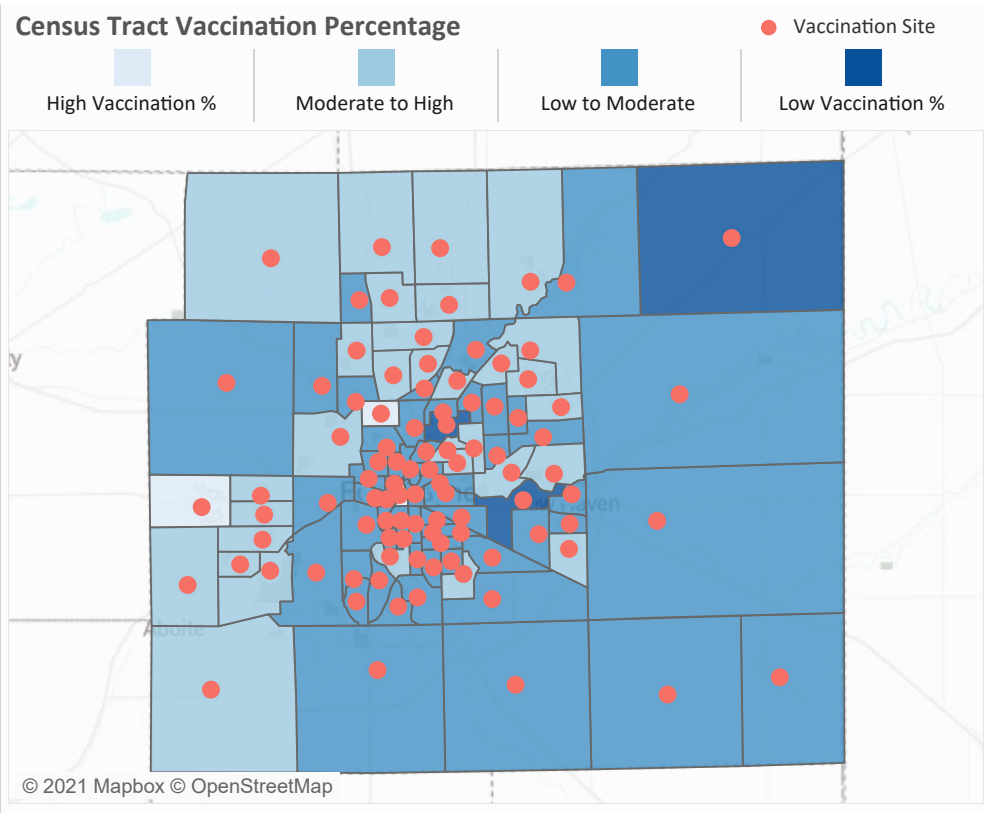 Census Tract Vaccination Percentage
Vaccination Site
High Vaccination %
Moderate to High
Low to Moderate
Low Vaccination %
ty
Aboite
© 2021 Mapbox © OpenStreetMap